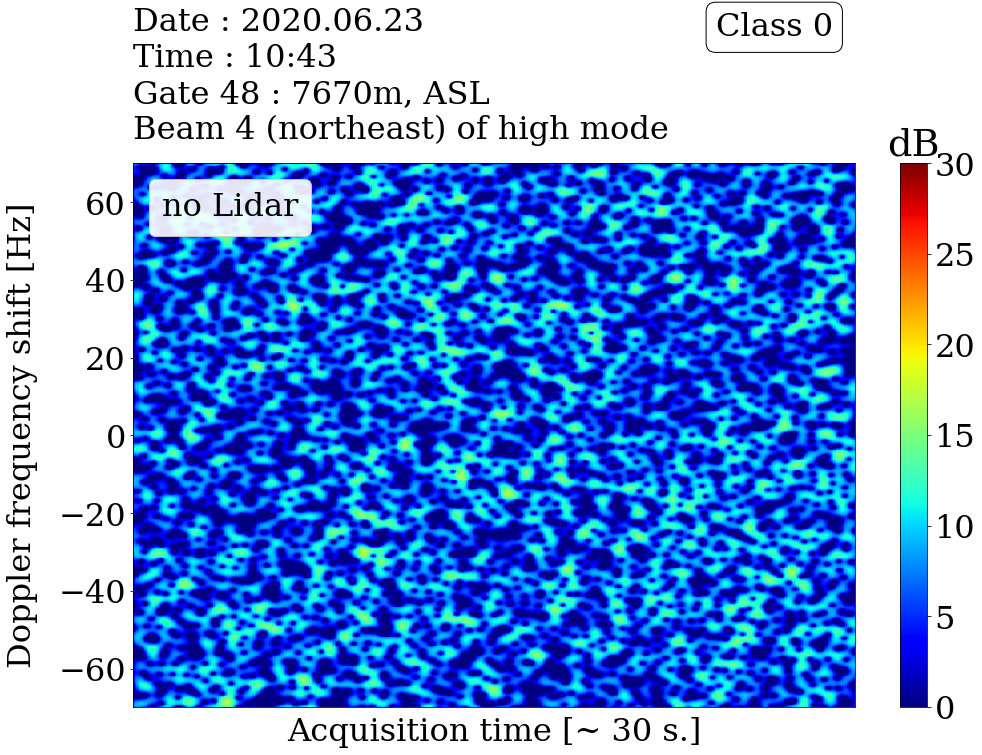 Date : 2020.06.23
Time : 10:43
Gate 48 : 7670m, ASL
Beam 4 (northeast) of high mode
Class 0
dB
no Lidar
Doppler frequency shift [Hz]
60
40
20
0
−20
−40
−60
Acquisition time [~ 30 s.]
30
25
20
15
10
5
0